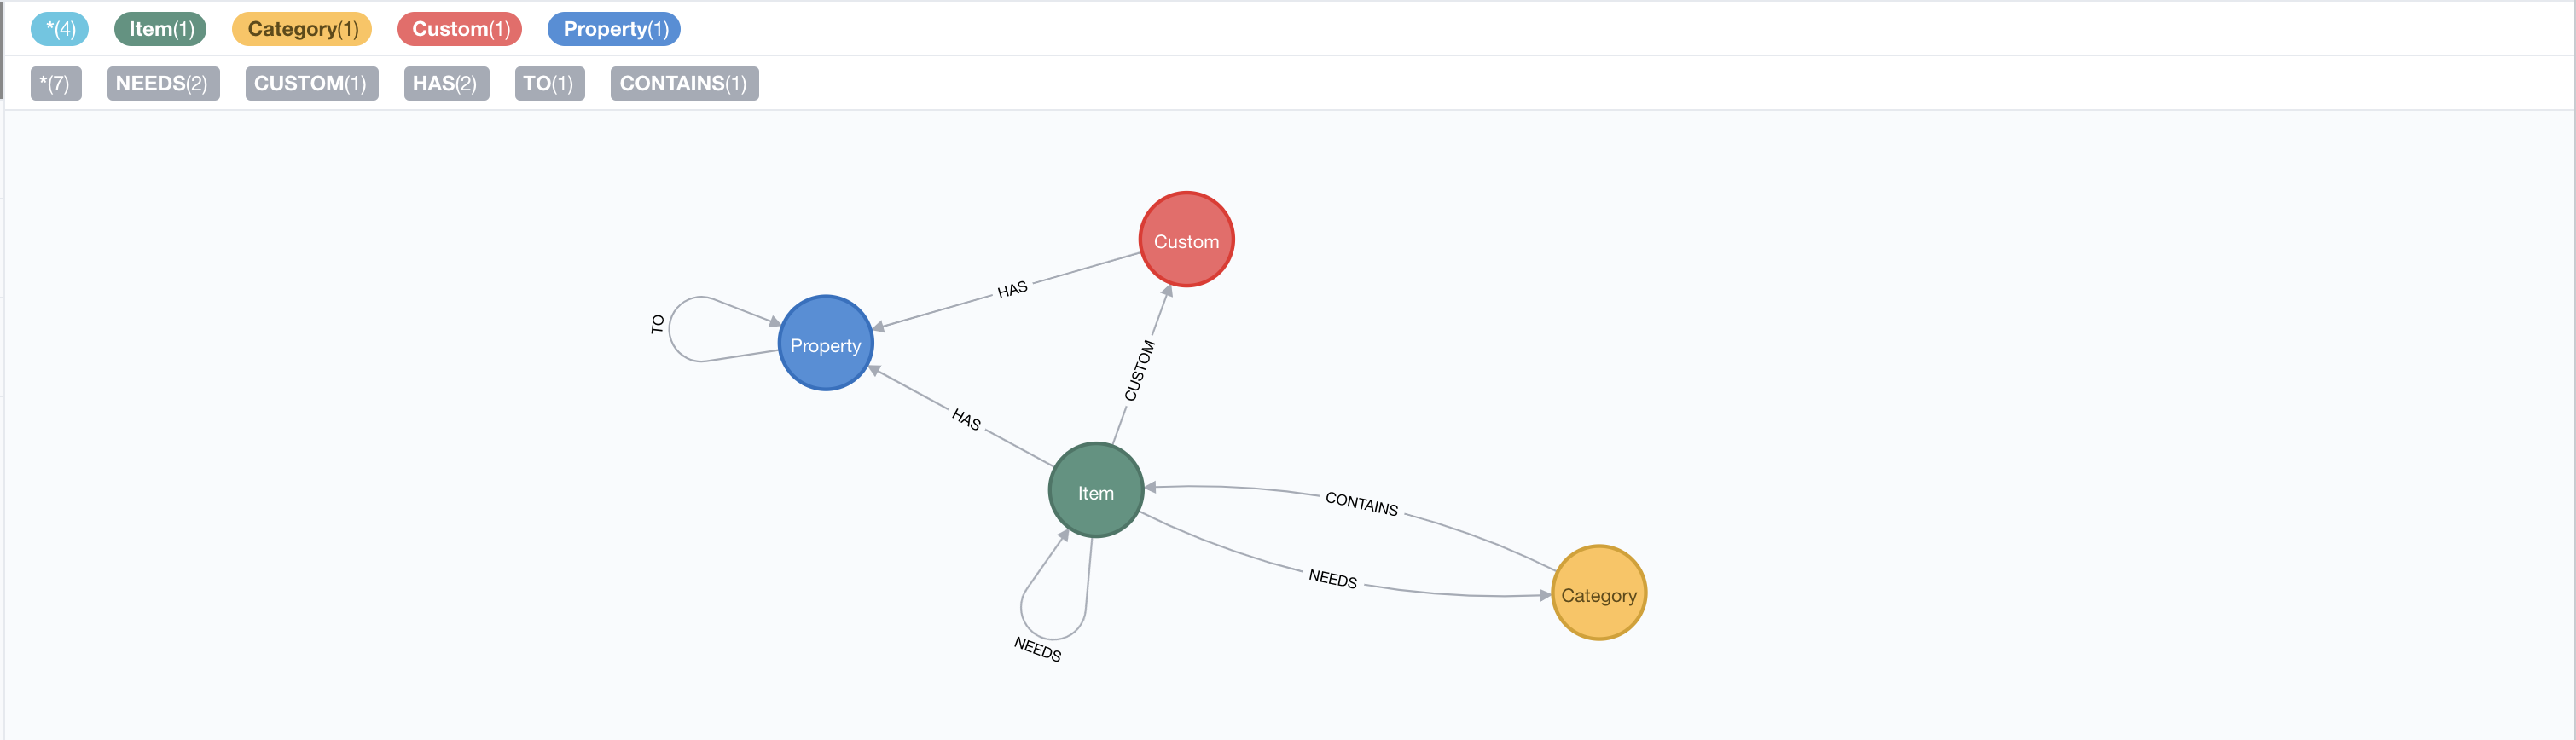 *(4) Item(1) Category(1) Custom(1) Property(1)
*(7) NEEDS(2) CUSTOM(1) HAS(2) TO(1) CONTAINS(1)
Custom
HAS
TO
Property
CUSTOM
HAS
Item
CONTAINS
NEEDS
Category
NEEDS